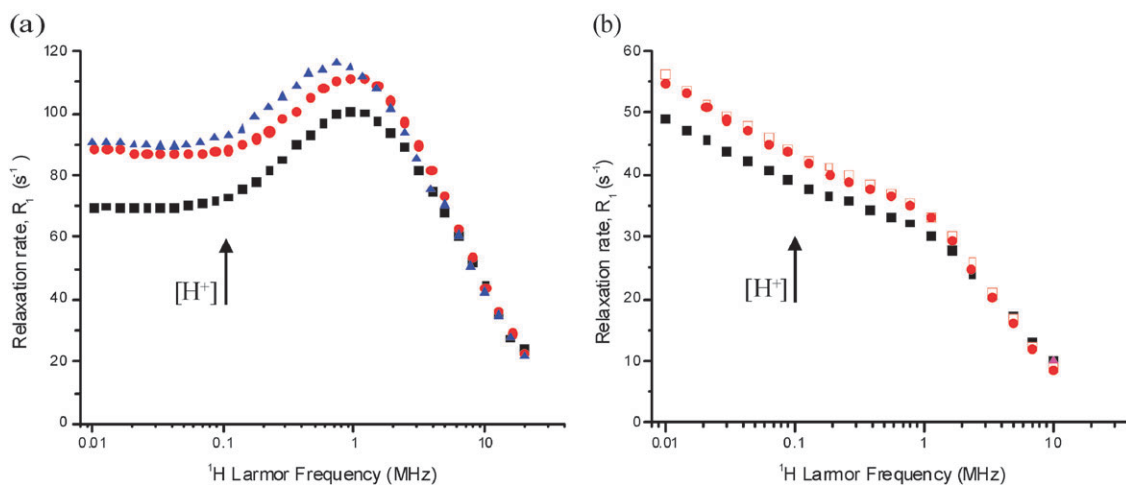 (a)
120
100
80
60
40
20
0
Relaxation rate, R₁ (s⁻¹)
[H⁺]
0.01 0.1 1 10
¹H Larmor Frequency (MHz)
(b)
60
50
40
30
20
10
0
Relaxation rate, R₁ (s⁻¹)
[H⁺]
0.01 0.1 1 10
¹H Larmor Frequency (MHz)